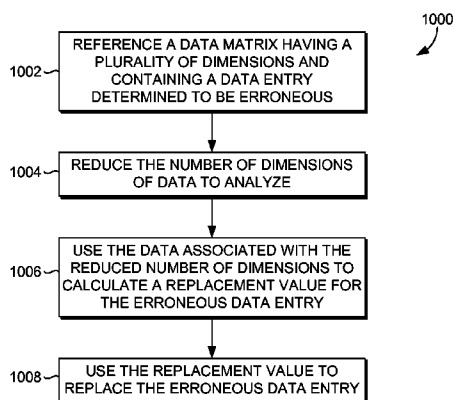 1000
1002
REFERENCE A DATA MATRIX HAVING A
PLURALITY OF DIMENSIONS AND
CONTAINING A DATA ENTRY
DETERMINED TO BE ERRONEOUS
1004
REDUCE THE NUMBER OF DIMENSIONS
OF DATA TO ANALYZE
1006
USE THE DATA ASSOCIATED WITH THE
REDUCED NUMBER OF DIMENSIONS TO
CALCULATE A REPLACEMENT VALUE FOR
THE ERRONEOUS DATA ENTRY
1008
USE THE REPLACEMENT VALUE TO
REPLACE THE ERRONEOUS DATA ENTRY